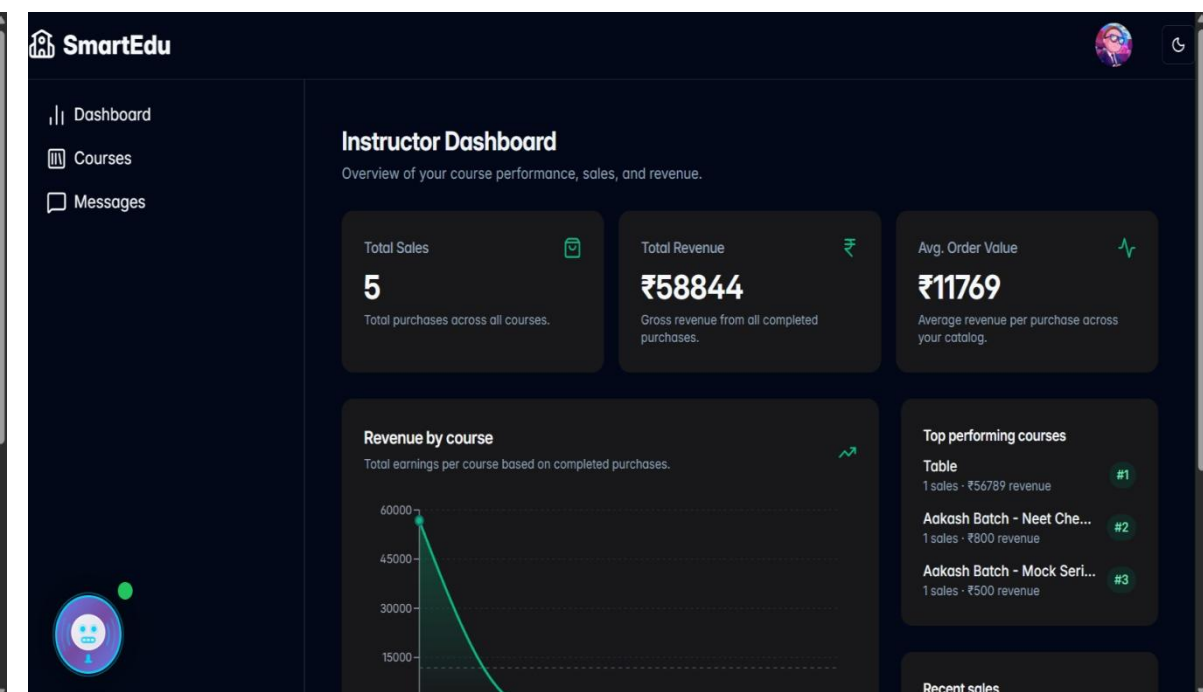 SmartEdu
Dashboard
Courses
Messages
Instructor Dashboard
Overview of your course performance, sales, and revenue.
Total Sales
5
Total purchases across all courses.
Total Revenue
₹
₹58844
Gross revenue from all completed
purchases.
Avg. Order Value
₹11769
Average revenue per purchase across
your catalog.
Revenue by course
Total earnings per course based on completed purchases.
60000
45000
30000
15000
Top performing courses
Table
1 sales · ₹56789 revenue
#1
Aakash Batch - Neet Che...
1 sales · ₹800 revenue
#2
Aakash Batch - Mock Seri...
1 sales · ₹500 revenue
#3
Recent sales